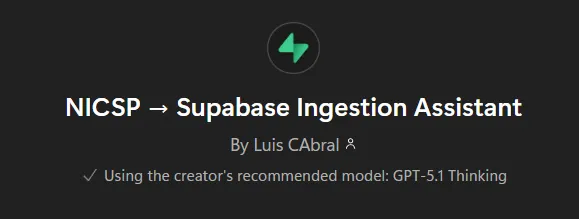 NICSP → Supabase Ingestion Assistant
By Luis CAbral
Using the creator's recommended model: GPT-5.1 Thinking